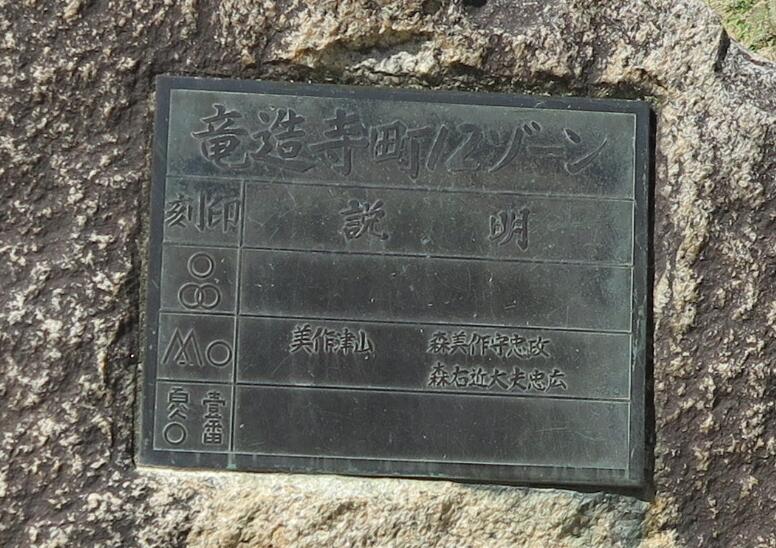 竜造寺町12ゾーン
刻印 説明
美作津山 森美作守忠政
森右近大夫忠広
壹